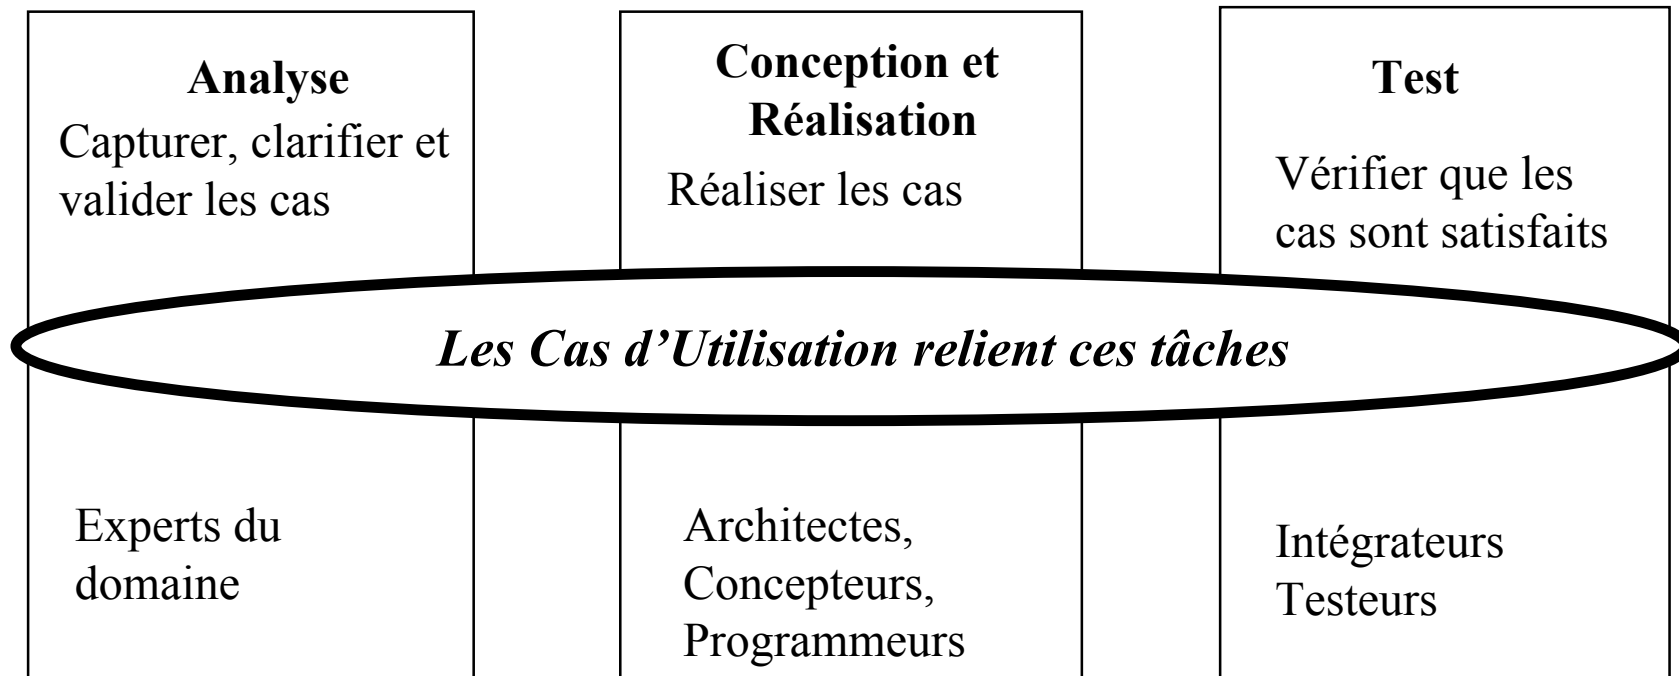 Analyse
Capturer, clarifier et
valider les cas
Conception et
Réalisation
Réaliser les cas
Test
Vérifier que les
cas sont satisfaits
Les Cas d’Utilisation relient ces tâches
Experts du
domaine
Architectes,
Concepteurs,
Programmeurs
Intégrateurs
Testeurs